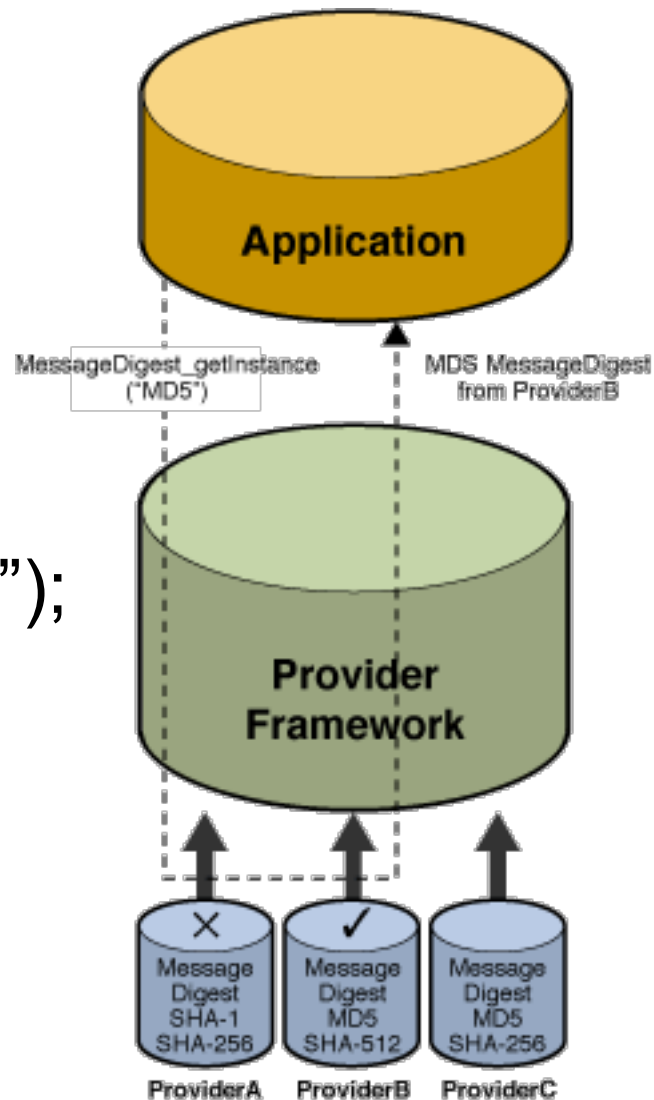 Application
MessageDigest_getInstance
("MD5")
MDS MessageDigest
from ProviderB
”);
Provider
Framework
Message
Digest
SHA-1
SHA-256
Message
Digest
MD5
SHA-512
Message
Digest
MD5
SHA-256
ProviderA
ProviderB
ProviderC